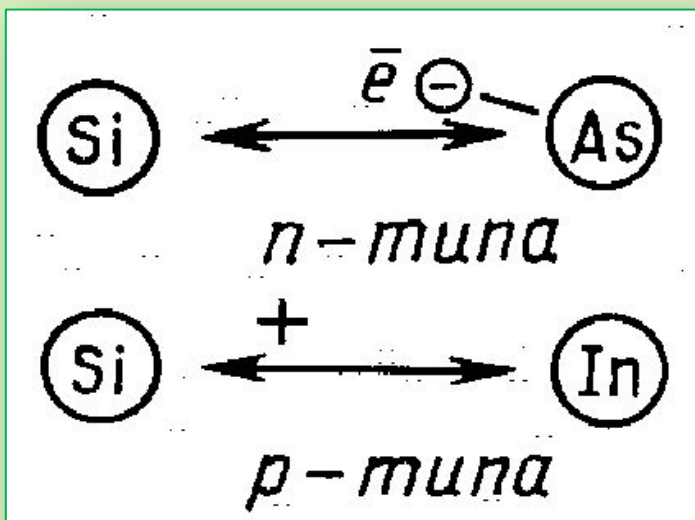 Si ē − As
n-типа
Si + In
p-типа